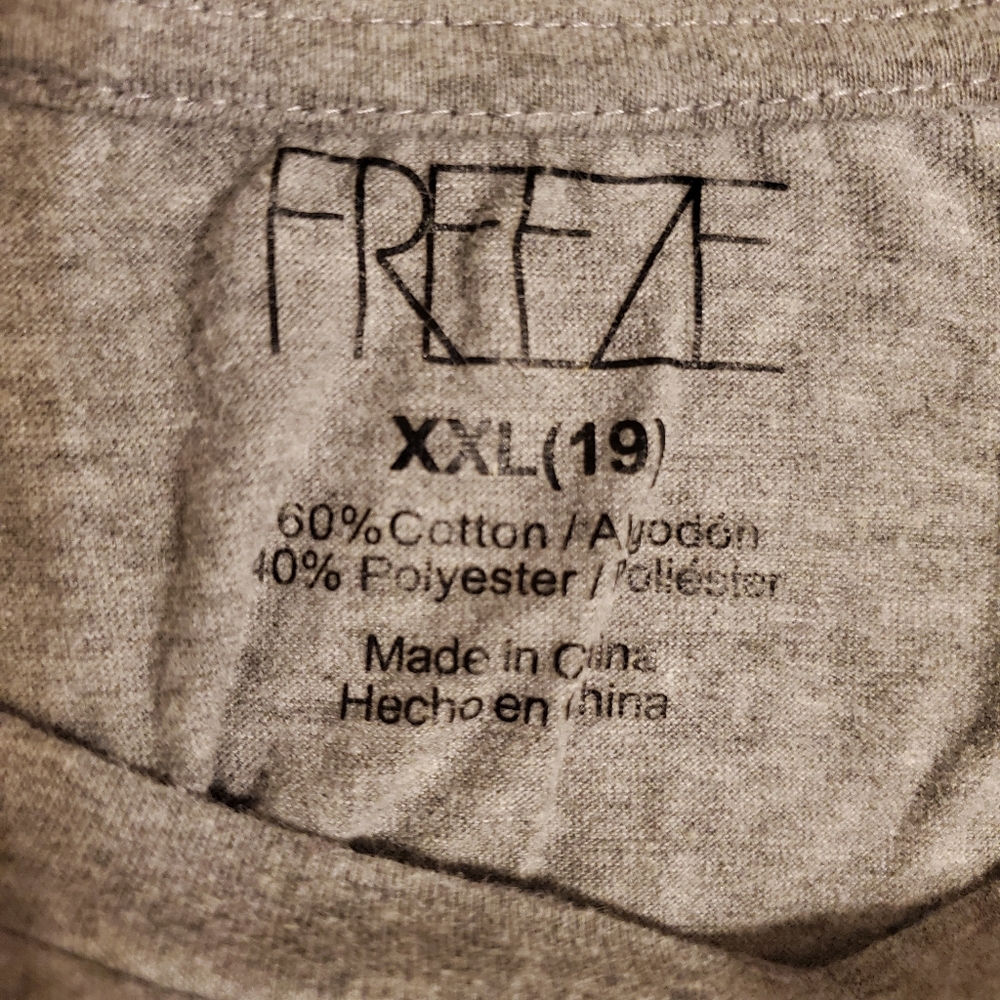 FREEZE
XXL(19)
60% Cotton / Algodón
40% Polyester / Poliéster
Made in China
Hecho en China